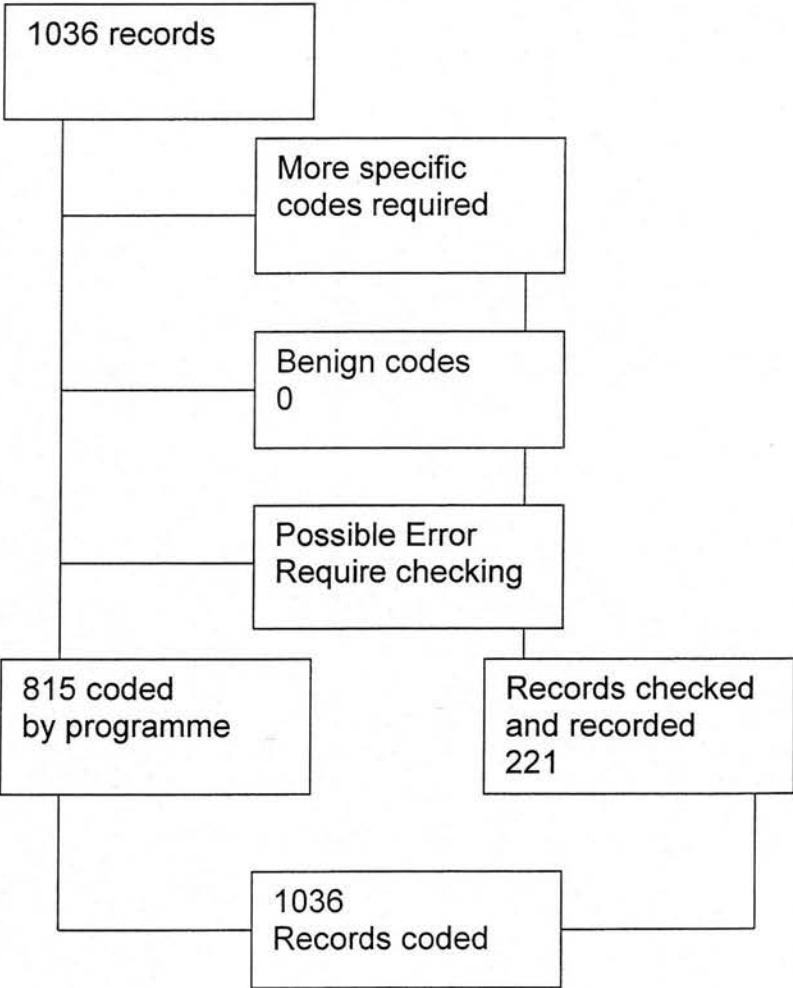 1036 records
More specific
codes required
Benign codes
0
Possible Error
Require checking
815 coded
by programme
Records checked
and recorded
221
1036
Records coded